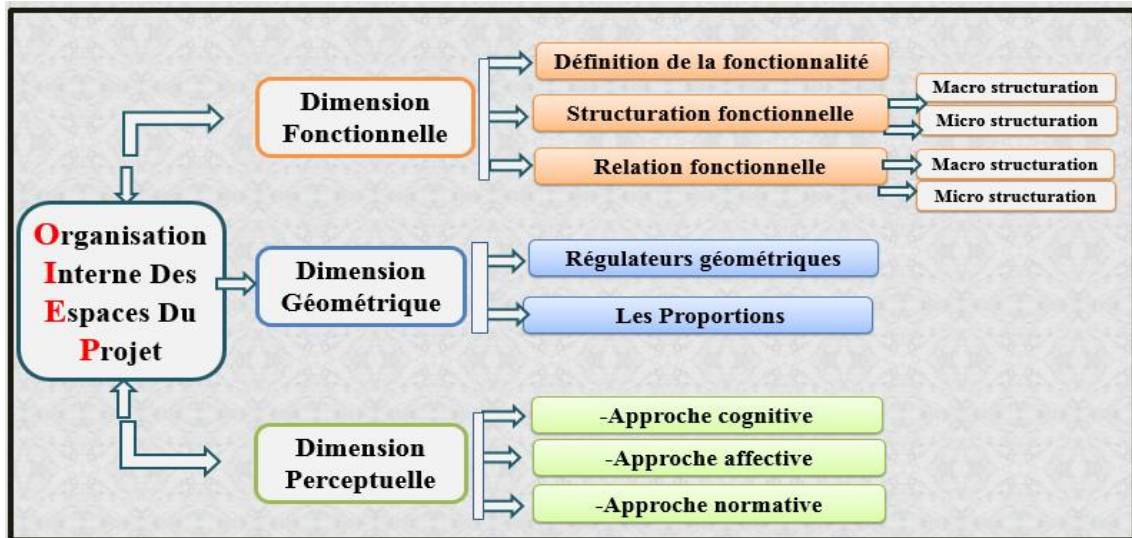 Organisation
Interne Des
Espaces Du
Projet
Dimension
Fonctionnelle
Définition de la fonctionnalité
Structuration fonctionnelle
Macro structuration
Micro structuration
Relation fonctionnelle
Macro structuration
Micro structuration
Dimension
Géométrique
Régulateurs géométriques
Les Proportions
Dimension
Perceptuelle
-Approche cognitive
-Approche affective
-Approche normative